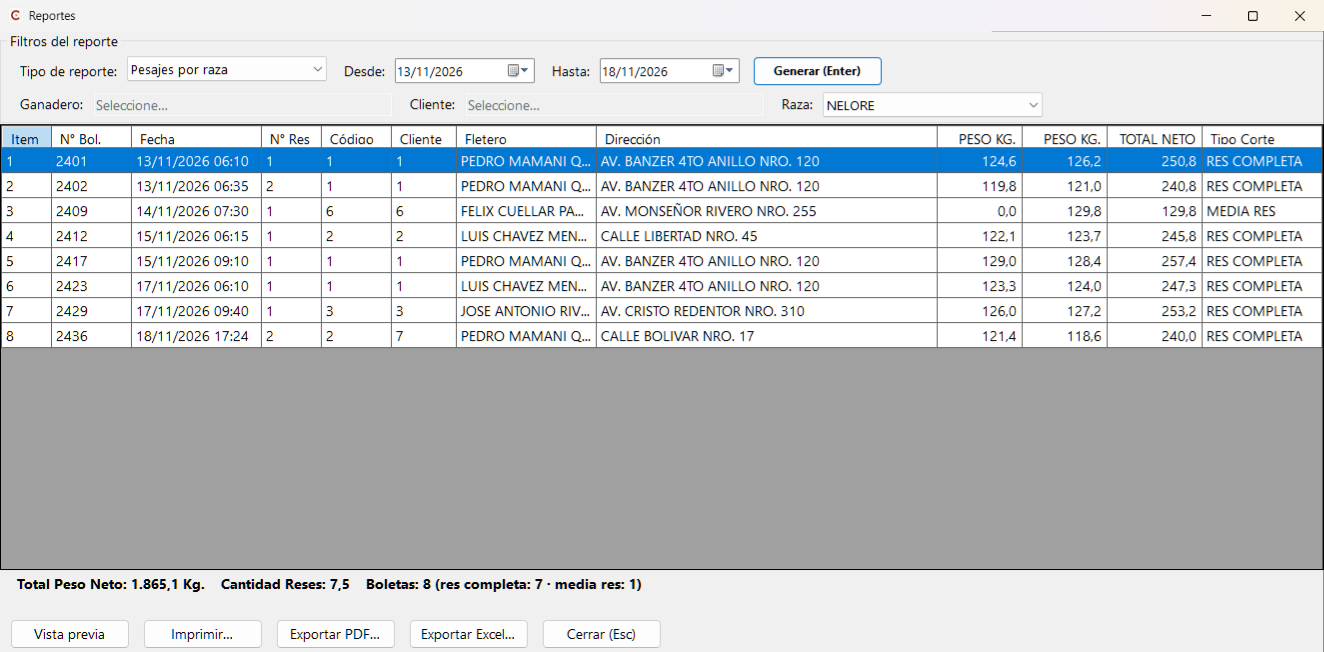 Reportes
Filtros del reporte
Tipo de reporte: Pesajes por raza Desde: 13/11/2026 Hasta: 18/11/2026 Generar (Enter)
Ganadero: Seleccione... Cliente: Seleccione... Raza: NELORE
Item N° Bol. Fecha N° Res Código Cliente Fletero Dirección PESO KG. PESO KG. TOTAL NETO Tipo Corte
1 2401 13/11/2026 06:10 1 1 1 PEDRO MAMANI Q... AV. BANZER 4TO ANILLO NRO. 120 124,6 126,2 250,8 RES COMPLETA
2 2402 13/11/2026 06:35 2 1 1 PEDRO MAMANI Q... AV. BANZER 4TO ANILLO NRO. 120 119,8 121,0 240,8 RES COMPLETA
3 2409 14/11/2026 07:30 1 6 6 FELIX CUELLAR PA... AV. MONSEÑOR RIVERO NRO. 255 0,0 129,8 129,8 MEDIA RES
4 2412 15/11/2026 06:15 1 2 2 LUIS CHAVEZ MEN... CALLE LIBERTAD NRO. 45 122,1 123,7 245,8 RES COMPLETA
5 2417 15/11/2026 09:10 1 1 1 PEDRO MAMANI Q... AV. BANZER 4TO ANILLO NRO. 120 129,0 128,4 257,4 RES COMPLETA
6 2423 17/11/2026 06:10 1 1 1 LUIS CHAVEZ MEN... AV. BANZER 4TO ANILLO NRO. 120 123,3 124,0 247,3 RES COMPLETA
7 2429 17/11/2026 09:40 1 3 3 JOSE ANTONIO RIV... AV. CRISTO REDENTOR NRO. 310 126,0 127,2 253,2 RES COMPLETA
8 2436 18/11/2026 17:24 2 2 7 PEDRO MAMANI Q... CALLE BOLIVAR NRO. 17 121,4 118,6 240,0 RES COMPLETA
Total Peso Neto: 1.865,1 Kg. Cantidad Reses: 7,5 Boletas: 8 (res completa: 7 · media res: 1)
Vista previa Imprimir... Exportar PDF... Exportar Excel... Cerrar (Esc)